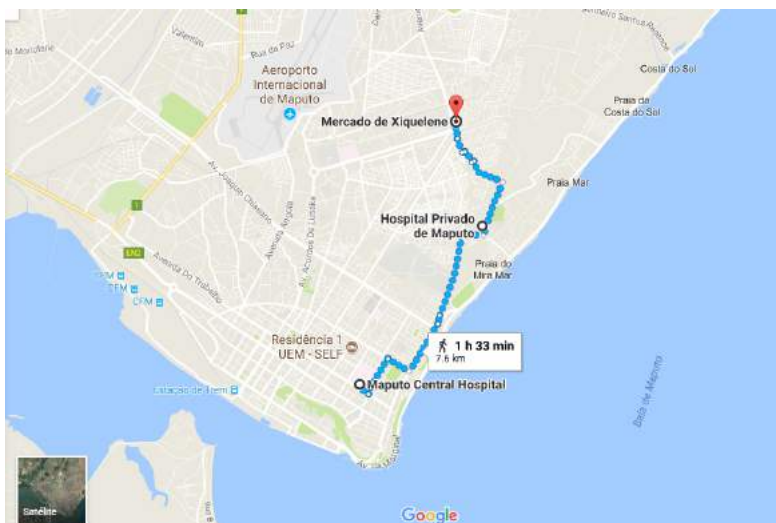 Costa do Sol
Valentim
Rua da Paz
Aeroporto
Internacional
de Maputo
Praia da
Costa do Sol
Mercado de Xiquelene
Av. Joaquim Chissano
Praia Mar
1
Avenida Angola
Av. Acordos De Lusaka
Hospital Privado
de Maputo
EN2
Avenida Do Trabalho
Praia do
Mira Mar
CFM
CFM
CFM
Residência 1
UEM - SELF
1 h 33 min
7.6 km
Maputo Central Hospital
Estação de Trem
Baía de Maputo
Satélite
Google